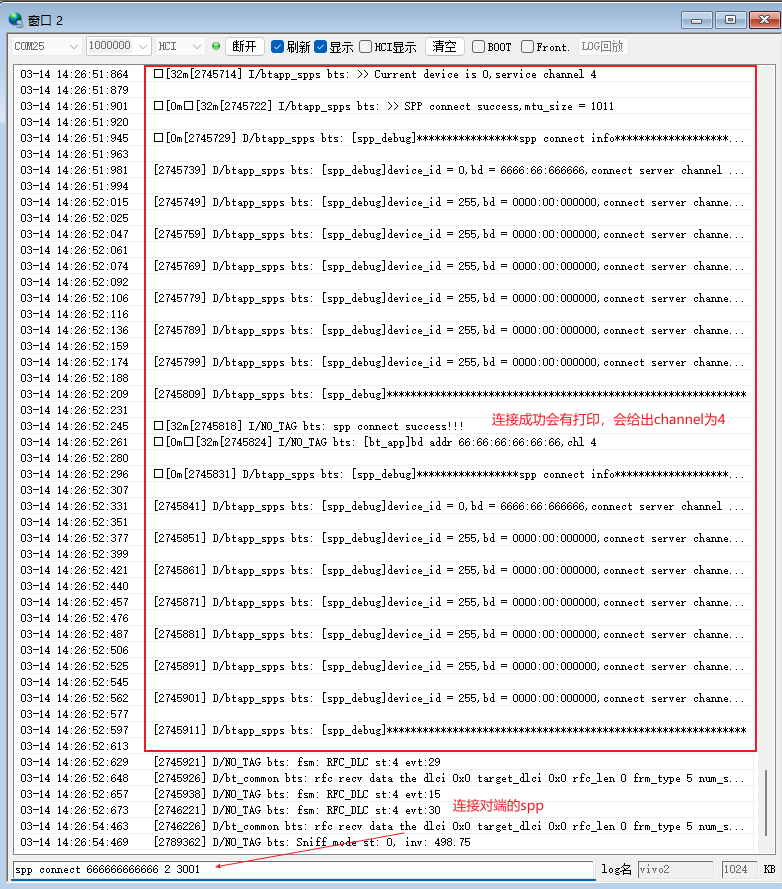 窗口 2
COM25 1000000 HCI 断开 刷新 显示 HCI显示 清空 BOOT Front. LOG回放
03-14 14:26:51:864 □[32m[2745714] I/btapp_spps bts: >> Current device is 0,service channel 4
03-14 14:26:51:879
03-14 14:26:51:901 □[0m□[32m[2745722] I/btapp_spps bts: >> SPP connect success,mtu_size = 1011
03-14 14:26:51:920
03-14 14:26:51:945 □[0m[2745729] D/btapp_spps bts: [spp_debug]*****************spp connect info*******************...
03-14 14:26:51:963
03-14 14:26:51:981 [2745739] D/btapp_spps bts: [spp_debug]device_id = 0,bd = 6666:66:666666,connect server channel ...
03-14 14:26:51:994
03-14 14:26:52:015 [2745749] D/btapp_spps bts: [spp_debug]device_id = 255,bd = 0000:00:000000,connect server channe...
03-14 14:26:52:025
03-14 14:26:52:047 [2745759] D/btapp_spps bts: [spp_debug]device_id = 255,bd = 0000:00:000000,connect server channe...
03-14 14:26:52:061
03-14 14:26:52:074 [2745769] D/btapp_spps bts: [spp_debug]device_id = 255,bd = 0000:00:000000,connect server channe...
03-14 14:26:52:092
03-14 14:26:52:106 [2745779] D/btapp_spps bts: [spp_debug]device_id = 255,bd = 0000:00:000000,connect server channe...
03-14 14:26:52:116
03-14 14:26:52:136 [2745789] D/btapp_spps bts: [spp_debug]device_id = 255,bd = 0000:00:000000,connect server channe...
03-14 14:26:52:159
03-14 14:26:52:174 [2745799] D/btapp_spps bts: [spp_debug]device_id = 255,bd = 0000:00:000000,connect server channe...
03-14 14:26:52:188
03-14 14:26:52:209 [2745809] D/btapp_spps bts: [spp_debug]************************************************************
03-14 14:26:52:231
03-14 14:26:52:245 □[32m[2745818] I/NO_TAG bts: spp connect success!!!
连接成功会有打印，会给出channel为4
03-14 14:26:52:261 □[0m□[32m[2745824] I/NO_TAG bts: [bt_app]bd addr 66:66:66:66:66:66,chl 4
03-14 14:26:52:280
03-14 14:26:52:296 □[0m[2745831] D/btapp_spps bts: [spp_debug]*****************spp connect info*******************...
03-14 14:26:52:307
03-14 14:26:52:331 [2745841] D/btapp_spps bts: [spp_debug]device_id = 0,bd = 6666:66:666666,connect server channel ...
03-14 14:26:52:351
03-14 14:26:52:377 [2745851] D/btapp_spps bts: [spp_debug]device_id = 255,bd = 0000:00:000000,connect server channe...
03-14 14:26:52:399
03-14 14:26:52:421 [2745861] D/btapp_spps bts: [spp_debug]device_id = 255,bd = 0000:00:000000,connect server channe...
03-14 14:26:52:440
03-14 14:26:52:457 [2745871] D/btapp_spps bts: [spp_debug]device_id = 255,bd = 0000:00:000000,connect server channe...
03-14 14:26:52:476
03-14 14:26:52:487 [2745881] D/btapp_spps bts: [spp_debug]device_id = 255,bd = 0000:00:000000,connect server channe...
03-14 14:26:52:506
03-14 14:26:52:525 [2745891] D/btapp_spps bts: [spp_debug]device_id = 255,bd = 0000:00:000000,connect server channe...
03-14 14:26:52:545
03-14 14:26:52:562 [2745901] D/btapp_spps bts: [spp_debug]device_id = 255,bd = 0000:00:000000,connect server channe...
03-14 14:26:52:577
03-14 14:26:52:597 [2745911] D/btapp_spps bts: [spp_debug]************************************************************
03-14 14:26:52:613
03-14 14:26:52:629 [2745921] D/NO_TAG bts: fsm: RFC_DLC st:4 evt:29
03-14 14:26:52:648 [2745926] D/bt_common bts: rfc recv data the dlci 0x0 target_dlci 0x0 rfc_len 0 frm_type 5 num_s...
03-14 14:26:52:657 [2745938] D/NO_TAG bts: fsm: RFC_DLC st:4 evt:15
03-14 14:26:52:673 [2746221] D/NO_TAG bts: fsm: RFC_DLC st:4 evt:30
连接对端的spp
03-14 14:26:54:463 [2746226] D/bt_common bts: rfc recv data the dlci 0x0 target_dlci 0x0 rfc_len 0 frm_type 5 num_s...
03-14 14:26:54:469 [2789362] D/NO_TAG bts: Sniff mode st: 0, inv: 498.75
spp connect 666666666666 2 3001 log名 vivo2 1024 KB